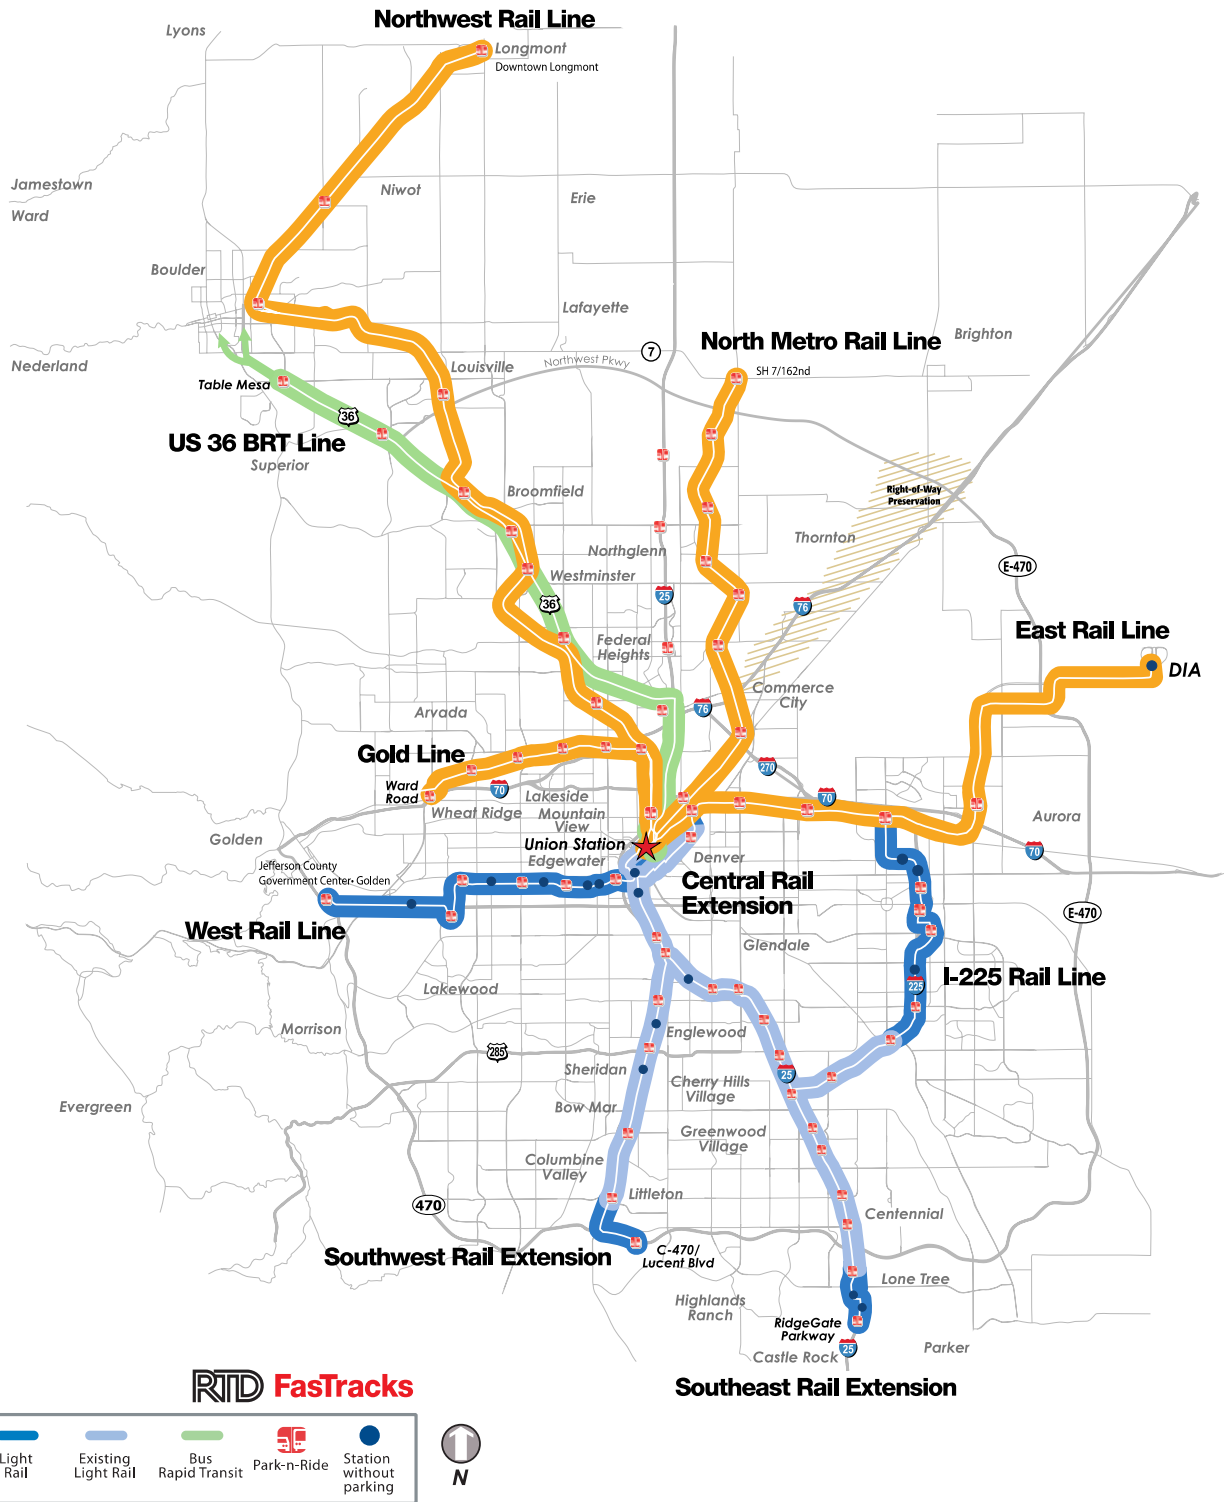 Northwest Rail Line
Lyons
Longmont
Downtown Longmont
Jamestown
Niwot
Erie
Ward
Boulder
Lafayette
Brighton
North Metro Rail Line
7
Northwest Pkwy
Nederland
Louisville
SH 7/162nd
Table Mesa
36
US 36 BRT Line
Superior
Broomfield
Right-of-Way
Preservation
Thornton
Northglenn
E-470
Westminster
25
36
76
East Rail Line
Federal
Heights
DIA
Commerce
City
76
Arvada
Gold Line
270
Ward
Road
70
Lakeside
70
Wheat Ridge
Mountain
View
Aurora
Golden
Union Station
70
Edgewater
Denver
Jefferson County
Government Center• Golden
Central Rail
Extension
E-470
West Rail Line
Glendale
I-225 Rail Line
225
Lakewood
Morrison
Englewood
285
Sheridan
25
Cherry Hills
Village
Evergreen
Bow Mar
Greenwood
Village
Columbine
Valley
Littleton
470
Centennial
Southwest Rail Extension
C-470/
Lucent Blvd
Lone Tree
Highlands
Ranch
RidgeGate
Parkway
25
Castle Rock
Parker
Southeast Rail Extension
RTD FasTracks
Light
Rail
Existing
Light Rail
Bus
Rapid Transit
Park-n-Ride
Station
without
parking
N